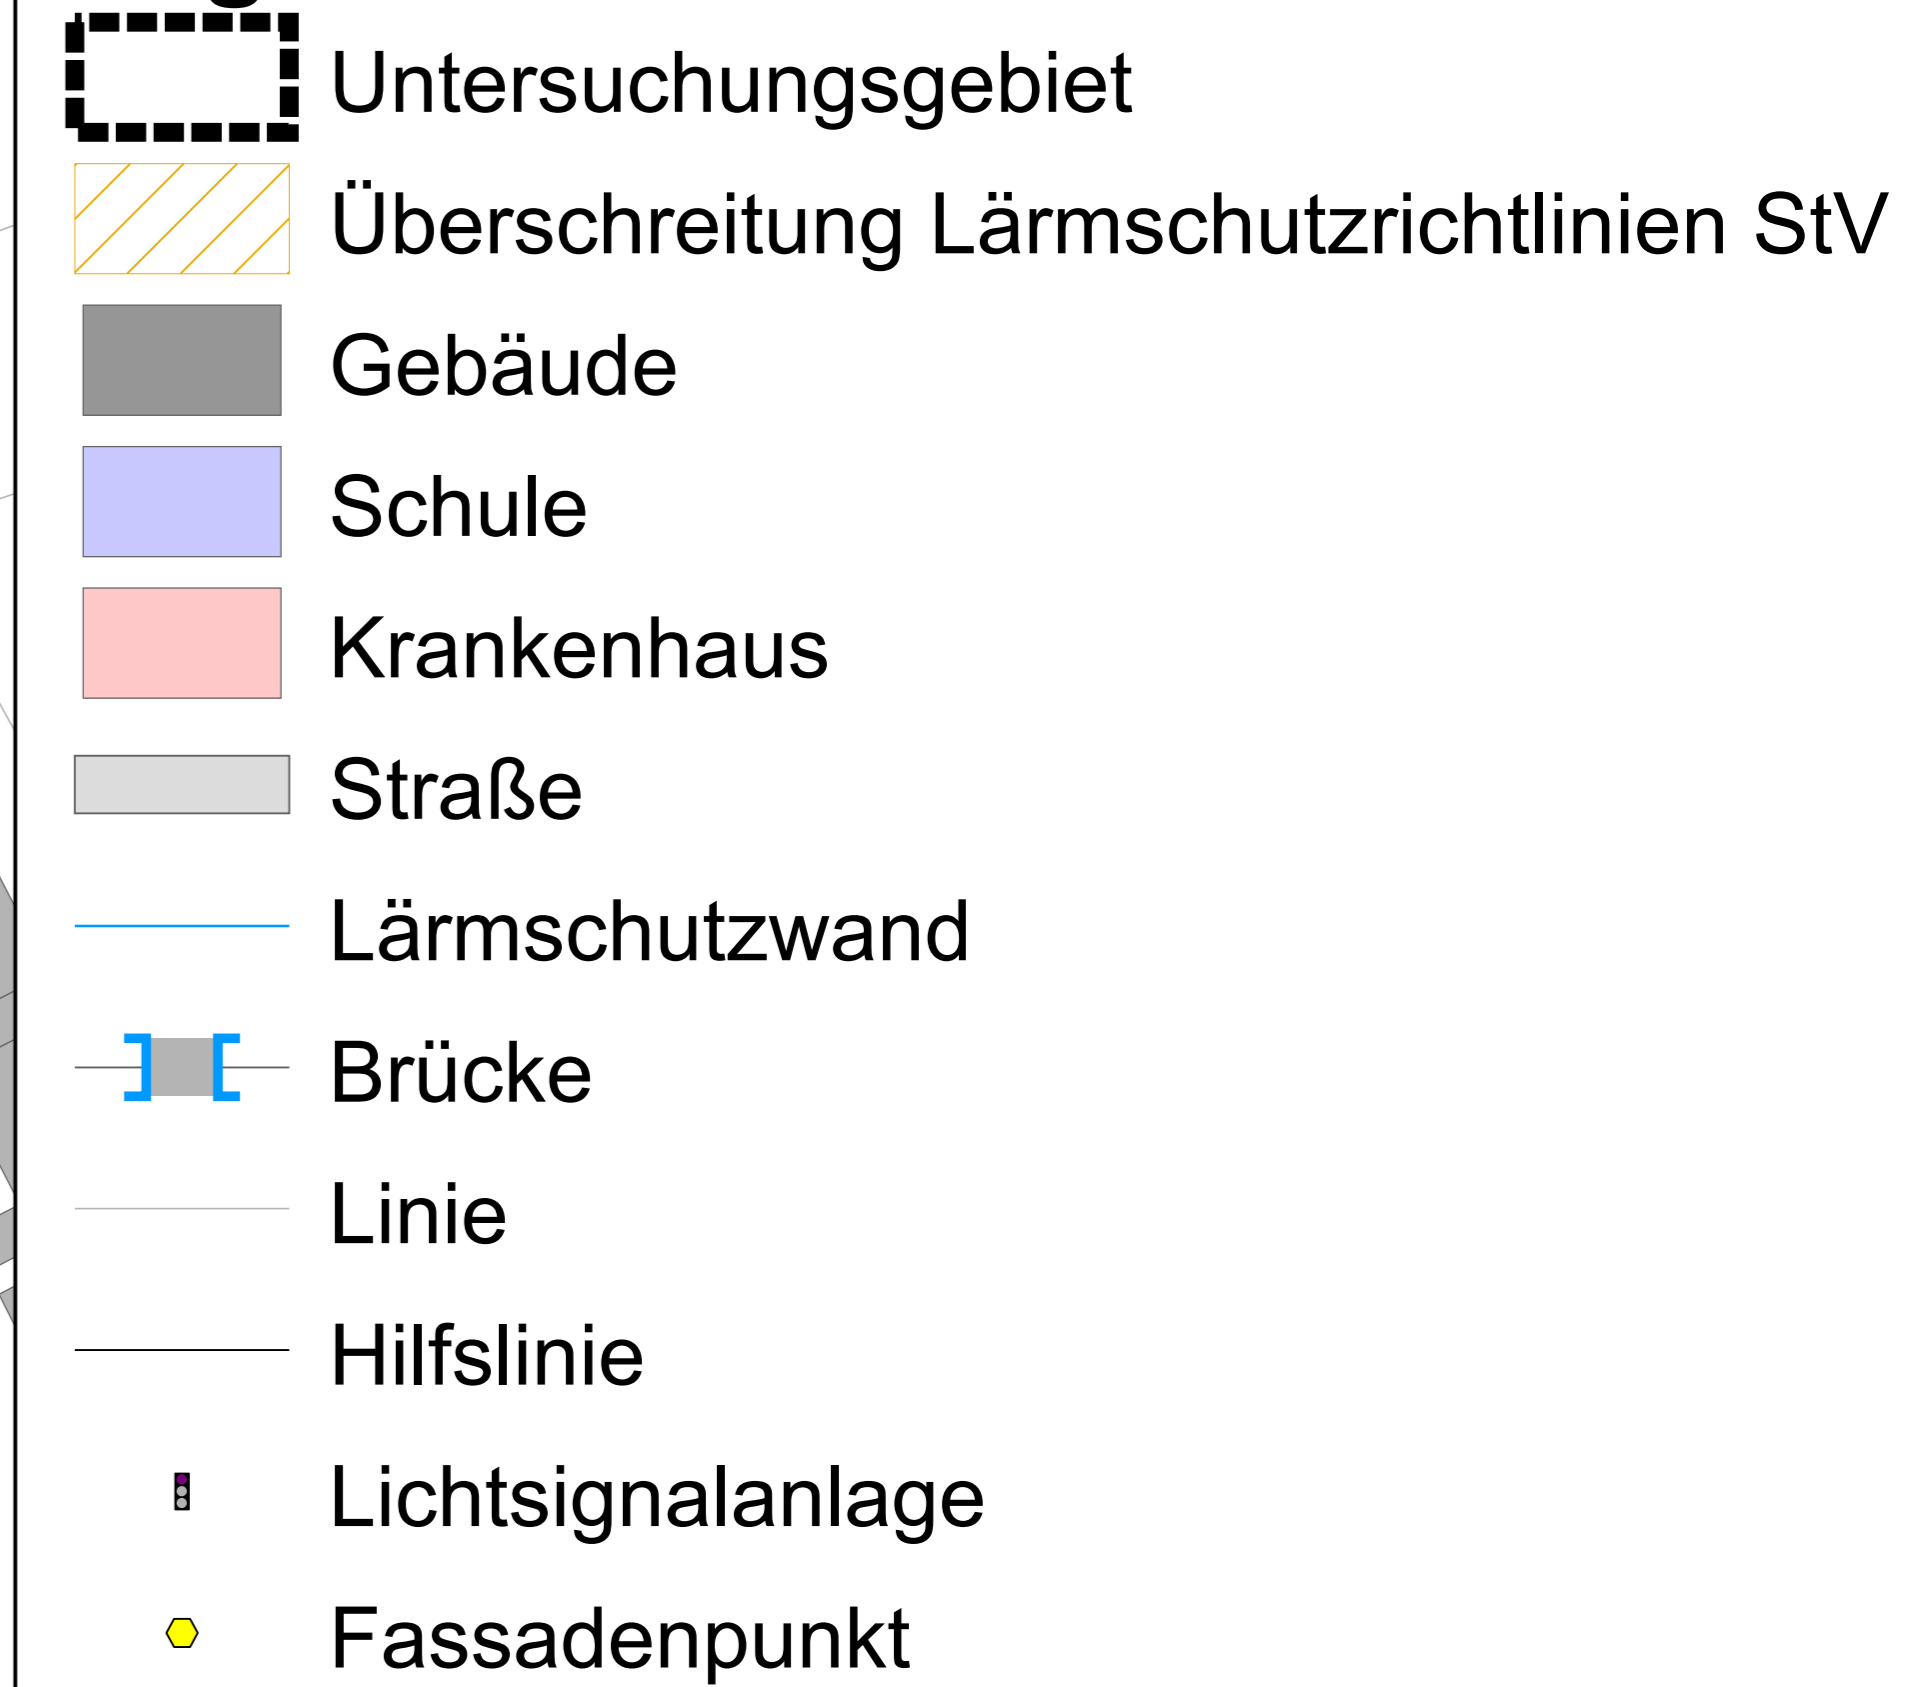 Untersuchungsgebiet
Überschreitung Lärmschutzrichtlinien StV
Gebäude
Schule
Krankenhaus
Straße
Lärmschutzwand
Brücke
Linie
Hilfslinie
Lichtsignalanlage
Fassadenpunkt